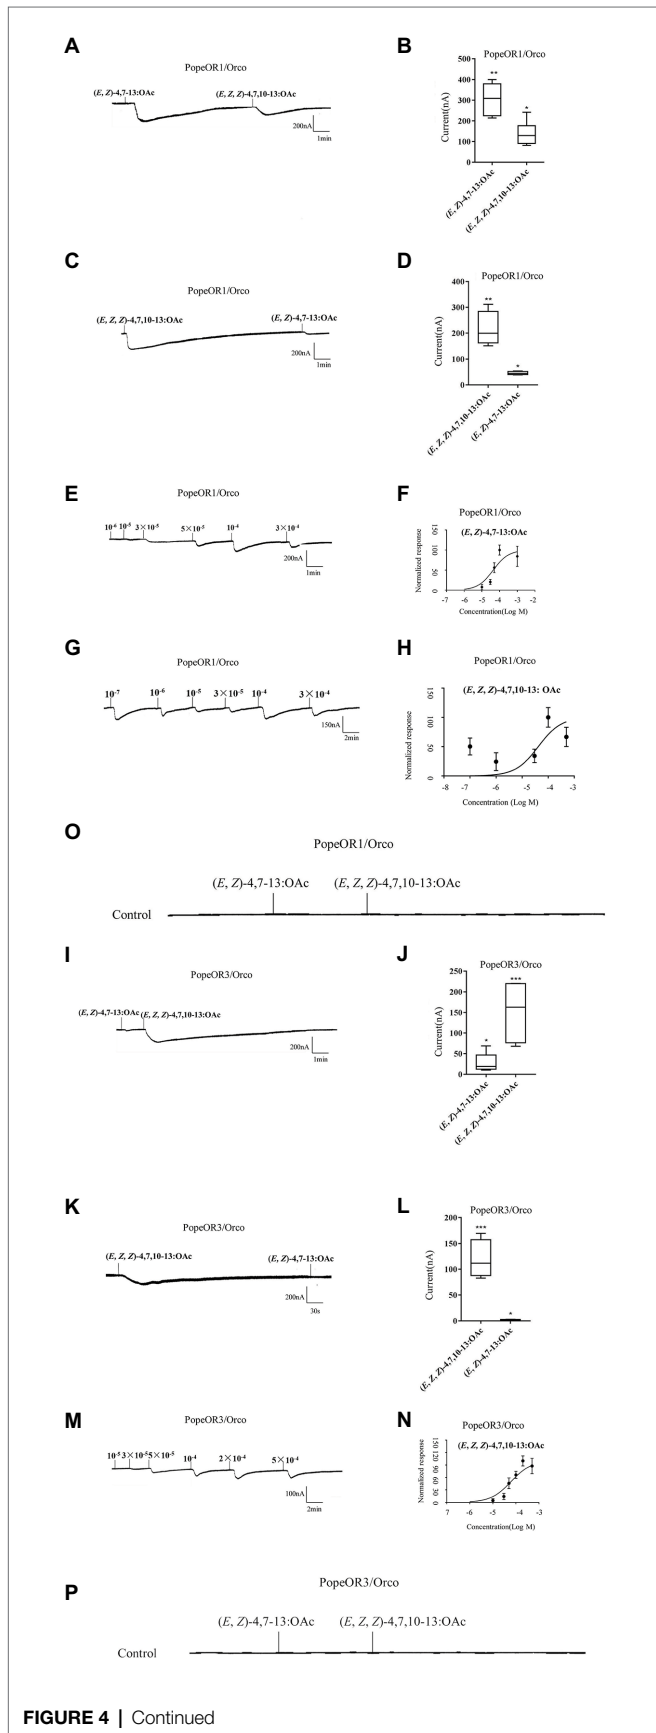 A
PopeOR1/Orco
(E, Z)-4,7-13:OAc (E, Z, Z)-4,7,10-13:OAc
200nA
1min
B
PopeOR1/Orco
Current(nA)
500
400
300
200
100
0
**
*
(E, Z)-4,7-13:OAc
(E, Z, Z)-4,7,10-13:OAc
C
PopeOR1/Orco
(E, Z, Z)-4,7,10-13:OAc (E, Z)-4,7-13:OAc
200nA
1min
D
PopeOR1/Orco
Current(nA)
400
300
200
100
0
**
*
(E, Z, Z)-4,7,10-13:OAc
(E, Z)-4,7-13:OAc
E
PopeOR1/Orco
10⁻⁶ 10⁻⁵ 3×10⁻⁵ 5×10⁻⁵ 10⁻⁴ 3×10⁻⁴
200nA
1min
F
PopeOR1/Orco
(E, Z)-4,7-13:OAc
Normalized response
150
100
50
0
-7 -6 -5 -4 -3 -2
Concentration(Log M)
G
PopeOR1/Orco
10⁻⁷ 10⁻⁶ 10⁻⁵ 3×10⁻⁵ 10⁻⁴ 3×10⁻⁴
150nA
2min
H
PopeOR1/Orco
(E, Z, Z)-4,7,10-13: OAc
Normalized response
150
100
50
0
-8 -7 -6 -5 -4 -3
Concentration (Log M)
O
PopeOR1/Orco
(E, Z)-4,7-13:OAc (E, Z, Z)-4,7,10-13:OAc
Control
I
PopeOR3/Orco
(E, Z)-4,7-13:OAc (E, Z, Z)-4,7,10-13:OAc
200nA
1min
J
PopeOR3/Orco
Current(nA)
250
200
150
100
50
0
*
***
(E, Z)-4,7-13:OAc
(E, Z, Z)-4,7,10-13:OAc
K
PopeOR3/Orco
(E, Z, Z)-4,7,10-13:OAc (E, Z)-4,7-13:OAc
200nA
30s
L
PopeOR3/Orco
Current(nA)
200
150
100
50
0
***
*
(E, Z, Z)-4,7,10-13:OAc
(E, Z)-4,7-13:OAc
M
PopeOR3/Orco
10⁻⁵ 3×10⁻⁵ 5×10⁻⁵ 10⁻⁴ 2×10⁻⁴ 5×10⁻⁴
100nA
2min
N
PopeOR3/Orco
(E, Z, Z)-4,7,10-13:OAc
Normalized response
150
120
90
60
30
0
7 -6 -5 -4 -3
Concentration(Log M)
P
PopeOR3/Orco
(E, Z)-4,7-13:OAc (E, Z, Z)-4,7,10-13:OAc
Control
FIGURE 4 | Continued